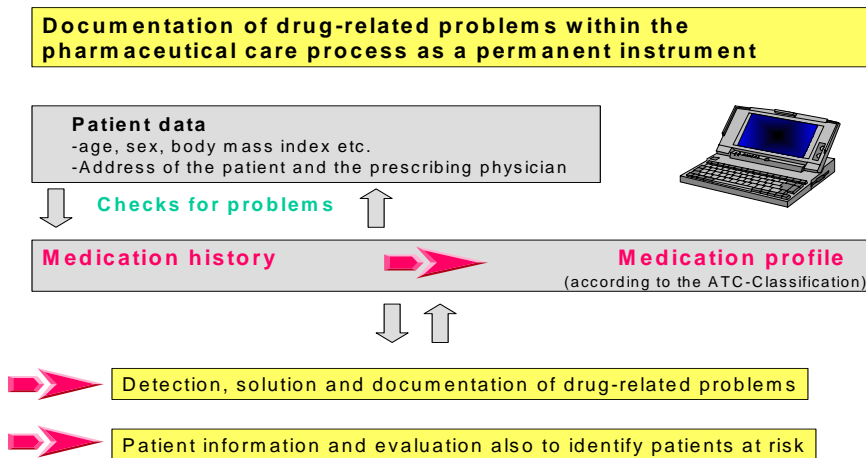 Documentation of drug-related problems within the
pharmaceutical care process as a permanent instrument
Patient data
-age, sex, body mass index etc.
-Address of the patient and the prescribing physician
Checks for problems
Medication history
Medication profile
(according to the ATC-Classification)
Detection, solution and documentation of drug-related problems
Patient information and evaluation also to identify patients at risk